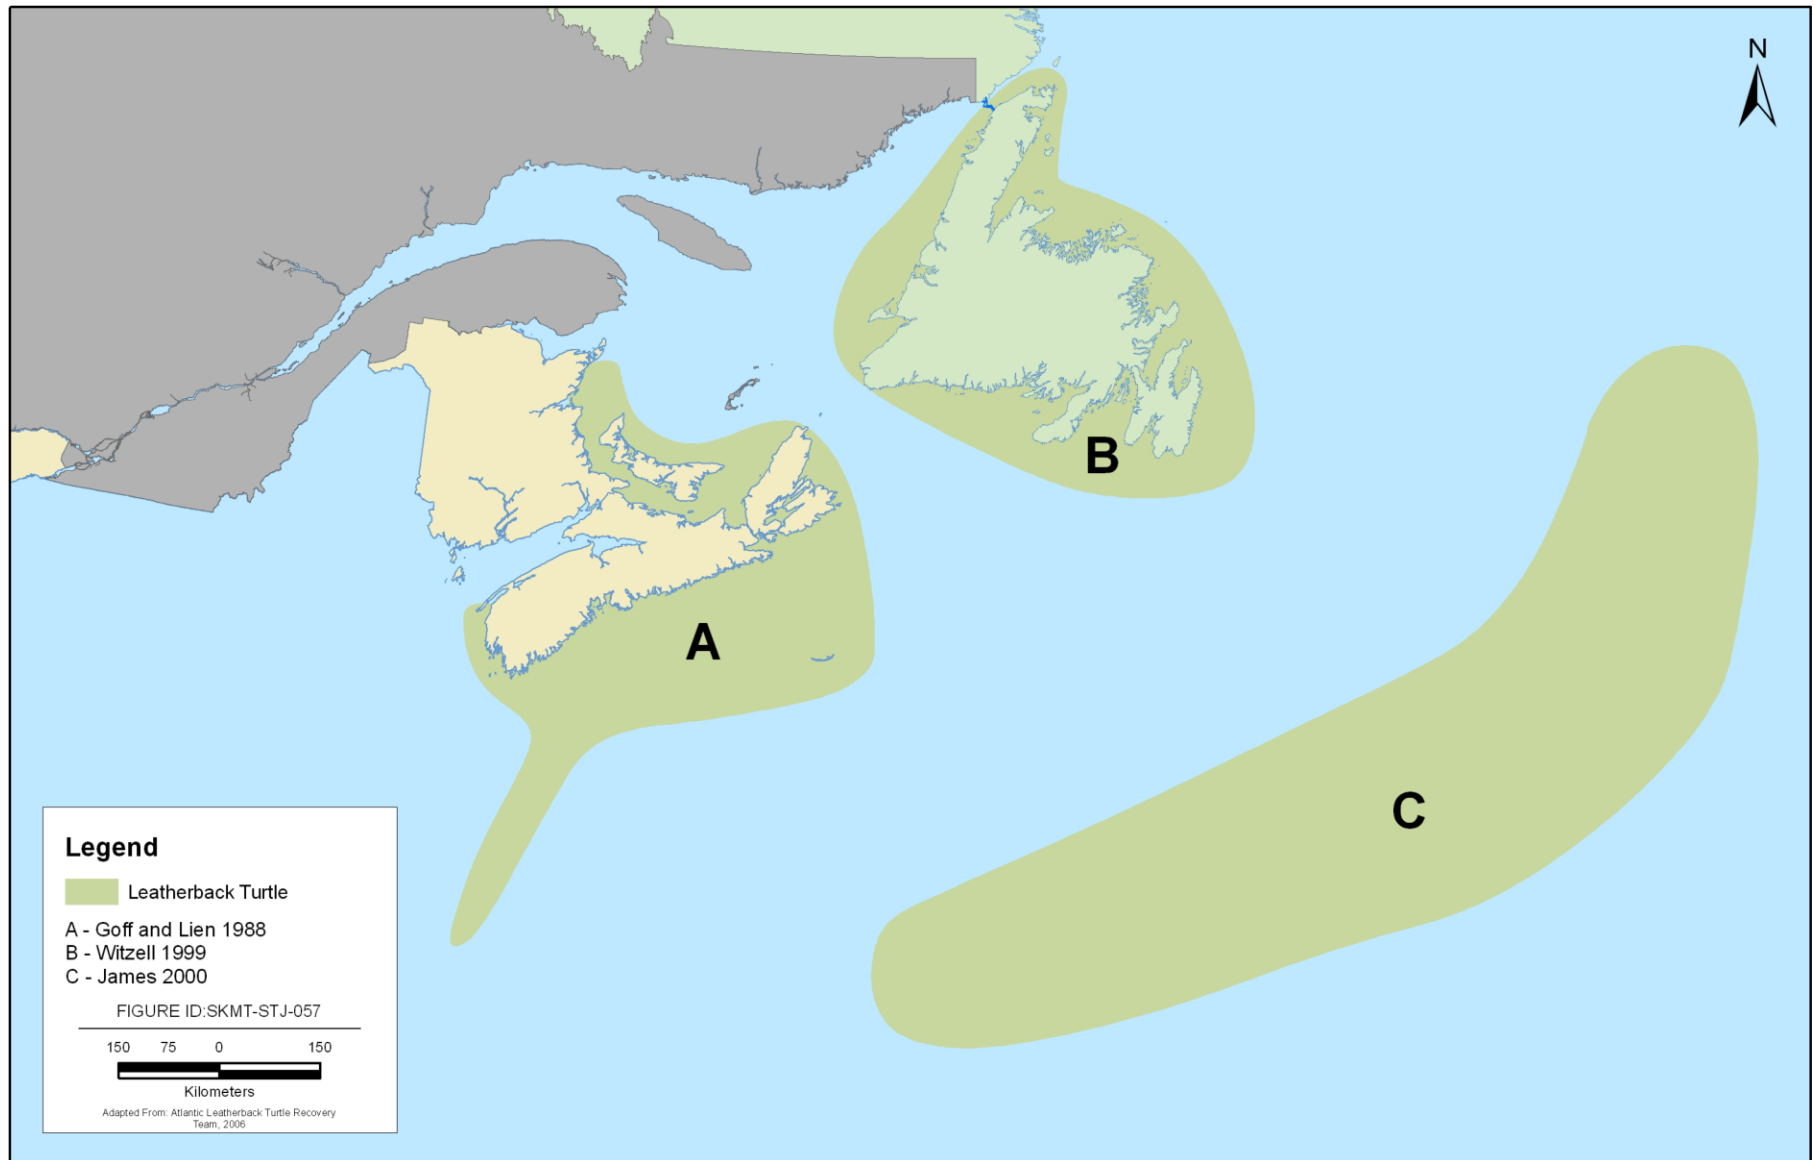 N
B
A
C
Legend
Leatherback Turtle
A - Goff and Lien 1988
B - Witzell 1999
C - James 2000
FIGURE ID:SKMT-STJ-057
150 75 0 150
Kilometers
Adapted From: Atlantic Leatherback Turtle Recovery
Team, 2006